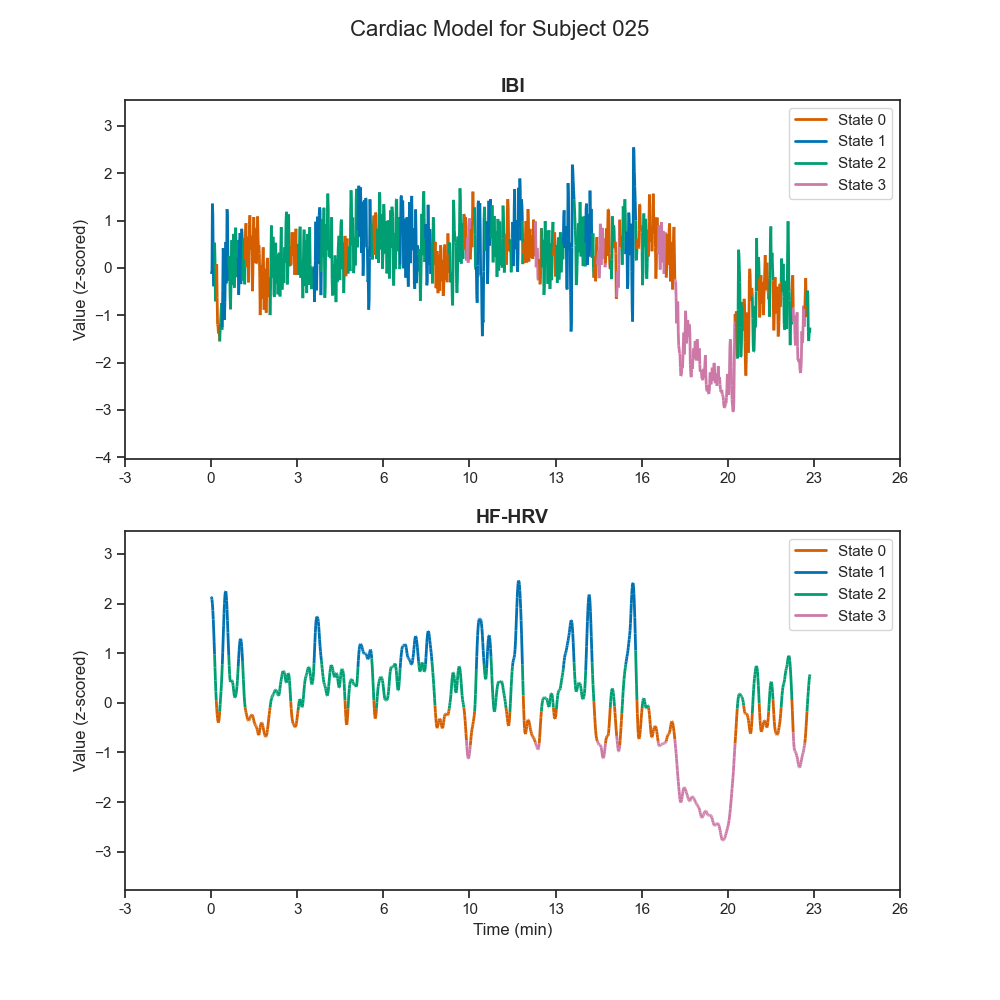 Cardiac Model for Subject 025
IBI
Value (z-scored)
3
2
1
0
−1
−2
−3
−4
-3
0
3
6
10
13
16
20
23
26
State 0
State 1
State 2
State 3
HF-HRV
Value (z-scored)
3
2
1
0
−1
−2
−3
-3
0
3
6
10
13
16
20
23
26
State 0
State 1
State 2
State 3
Time (min)